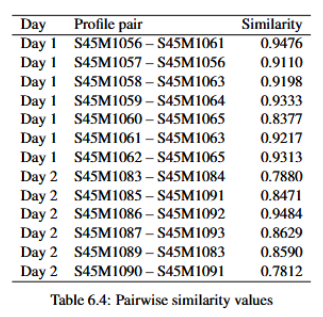 Day Profile pair Similarity
Day 1 S45M1056 – S45M1061 0.9476
Day 1 S45M1057 – S45M1056 0.9110
Day 1 S45M1058 – S45M1063 0.9198
Day 1 S45M1059 – S45M1064 0.9333
Day 1 S45M1060 – S45M1065 0.8377
Day 1 S45M1061 – S45M1063 0.9217
Day 1 S45M1062 – S45M1065 0.9313
Day 2 S45M1083 – S45M1084 0.7880
Day 2 S45M1085 – S45M1091 0.8471
Day 2 S45M1086 – S45M1092 0.9484
Day 2 S45M1087 – S45M1093 0.8629
Day 2 S45M1089 – S45M1083 0.8590
Day 2 S45M1090 – S45M1091 0.7812
Table 6.4: Pairwise similarity values